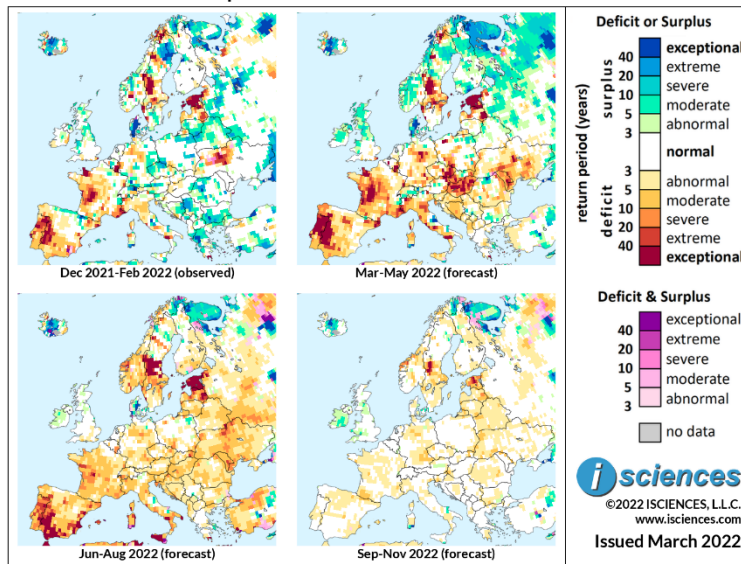 Dec 2021-Feb 2022 (observed)
Mar-May 2022 (forecast)
Jun-Aug 2022 (forecast)
Sep-Nov 2022 (forecast)
Deficit or Surplus
return period (years)
surplus
deficit
40
20
10
5
3
exceptional
extreme
severe
moderate
abnormal
normal
3
5
10
20
40
abnormal
moderate
severe
extreme
exceptional
Deficit & Surplus
40
20
10
5
3
exceptional
extreme
severe
moderate
abnormal
no data
i sciences
©2022 ISCIENCES, L.L.C.
www.isciences.com
Issued March 2022